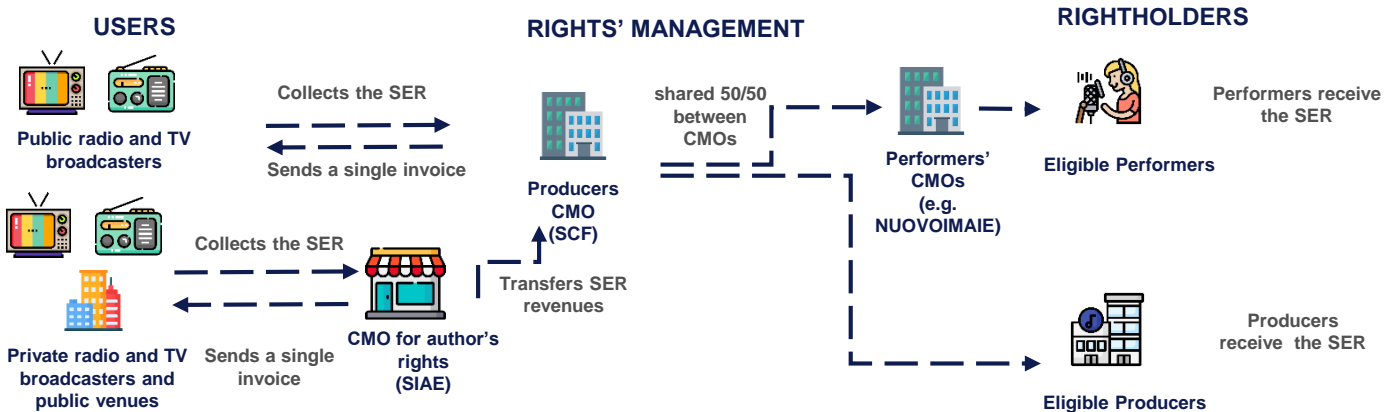 USERS
RIGHTS' MANAGEMENT
RIGHTHOLDERS
Collects the SER
Public radio and TV
broadcasters
Sends a single invoice
Producers
CMO
(SCF)
shared 50/50
between
CMOs
Performers'
CMOs
(e.g.
NUOVOIMAIE)
Eligible Performers
Performers receive
the SER
Collects the SER
Private radio and TV
broadcasters and
public venues
Sends a single
invoice
CMO for author's
rights
(SIAE)
Transfers SER
revenues
Eligible Producers
Producers
receive the SER